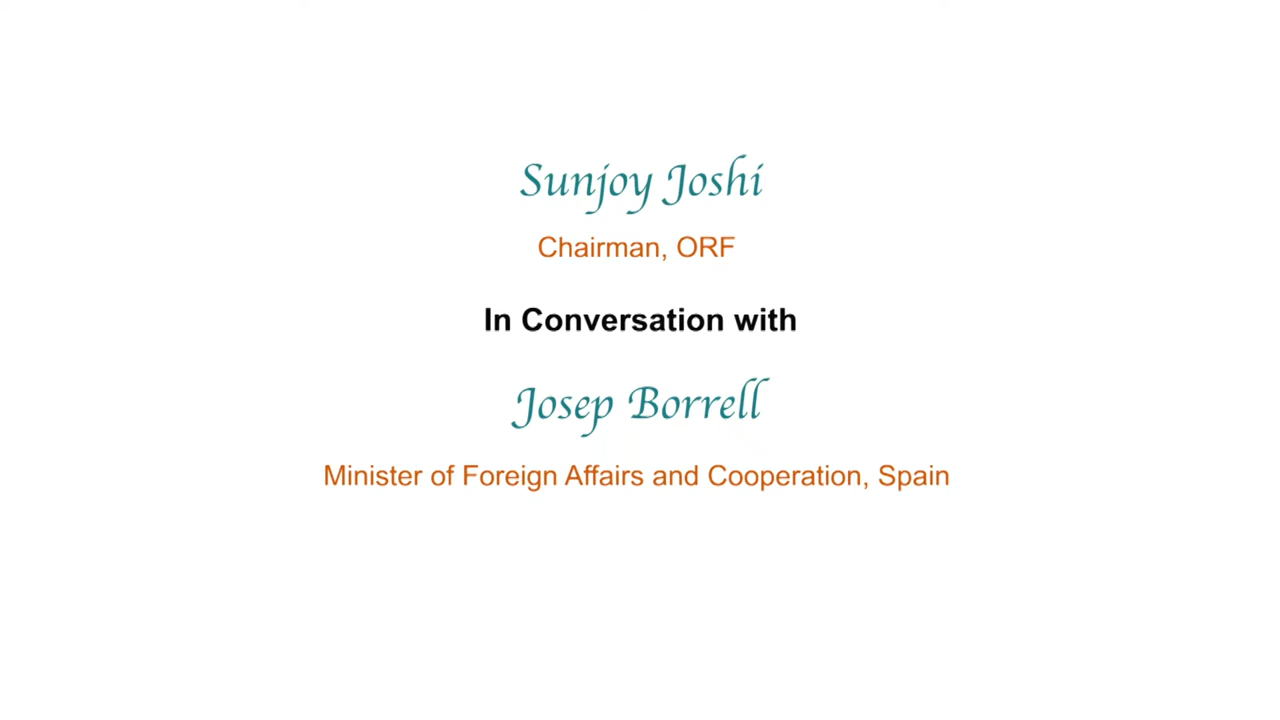 Sunjoy Joshi
Chairman, ORF
In Conversation with
Josep Borrell
Minister of Foreign Affairs and Cooperation, Spain